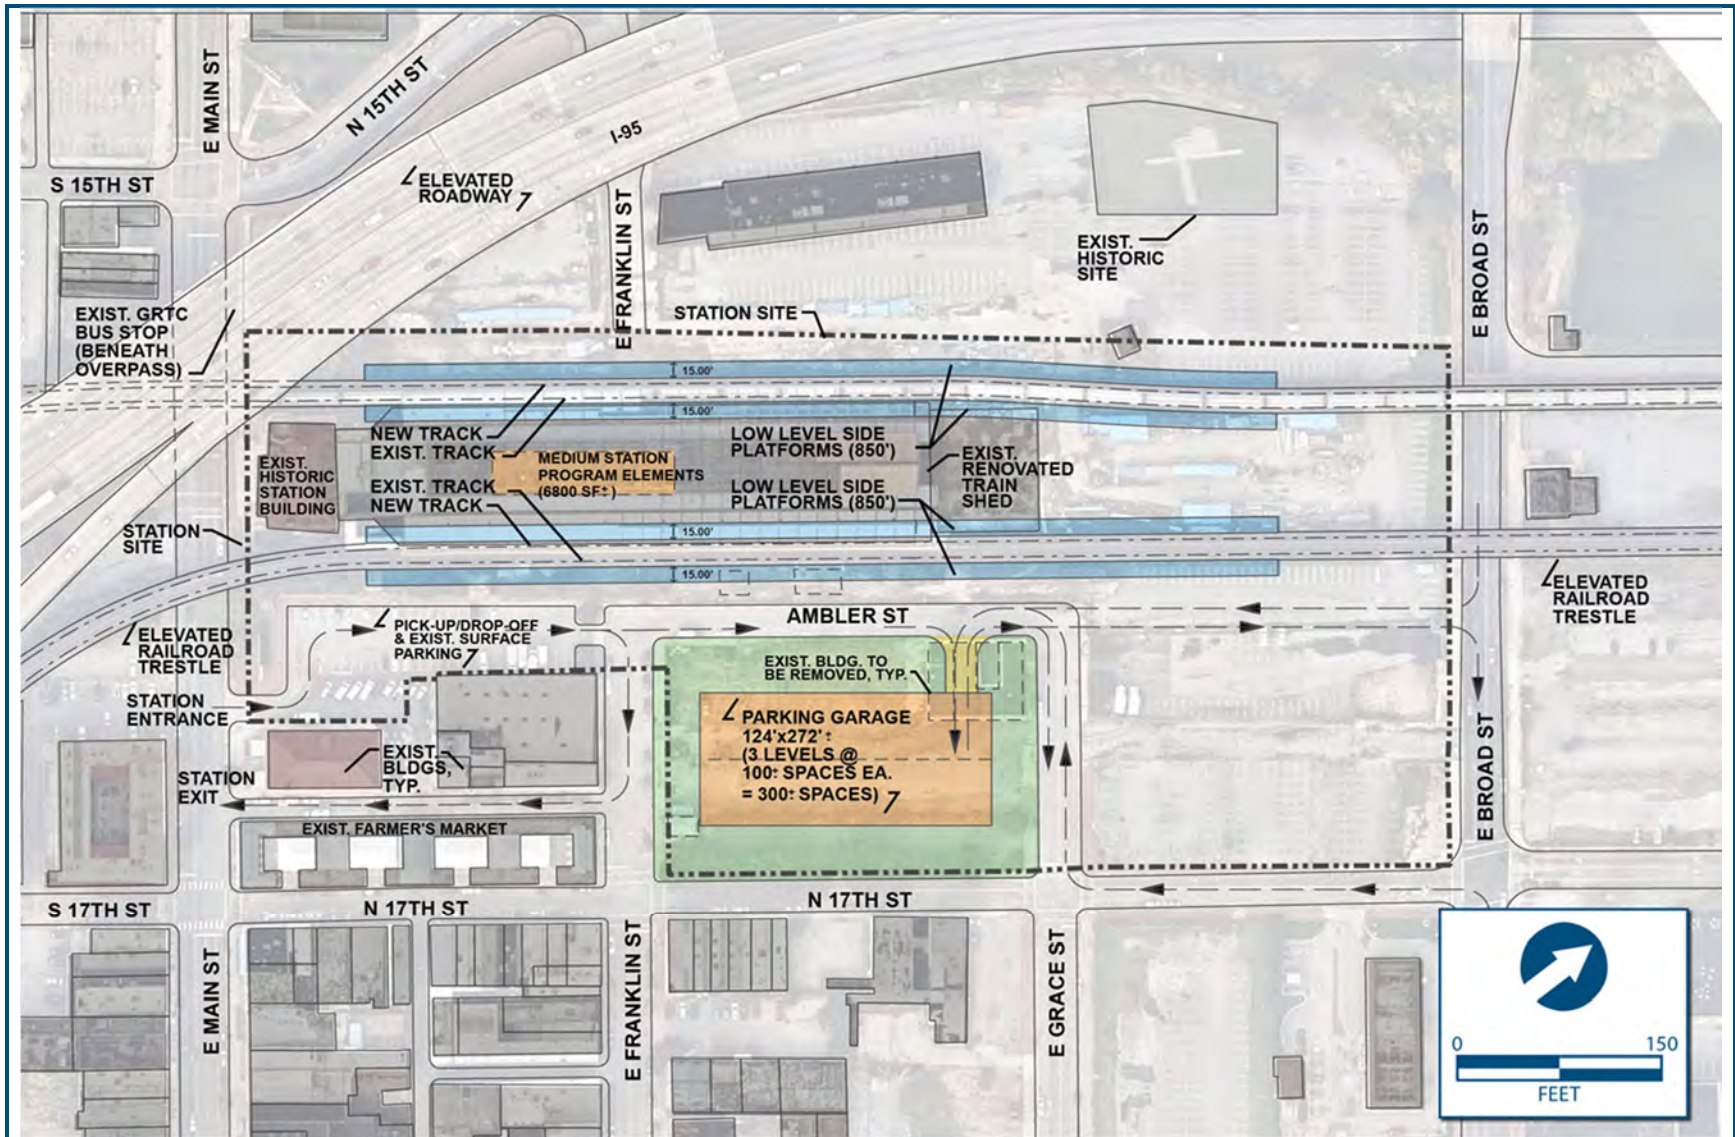 E MAIN ST
N 15TH ST
I-95
S 15TH ST
ELEVATED
ROADWAY
E FRANKLIN ST
EXIST.
HISTORIC
SITE
E BROAD ST
EXIST. GRTC
BUS STOP
(BENEATH
OVERPASS)
STATION SITE
15.00'
15.00'
NEW TRACK
EXIST. TRACK
LOW LEVEL SIDE
PLATFORMS (850')
EXIST.
HISTORIC
STATION
BUILDING
MEDIUM STATION
PROGRAM ELEMENTS
(6800 SF±)
EXIST.
RENOVATED
TRAIN
SHED
EXIST. TRACK
NEW TRACK
LOW LEVEL SIDE
PLATFORMS (850')
STATION
SITE
15.00'
15.00'
ELEVATED
RAILROAD
TRESTLE
AMBLER ST
PICK-UP/DROP-OFF
& EXIST. SURFACE
PARKING
ELEVATED
RAILROAD
TRESTLE
EXIST. BLDG. TO
BE REMOVED, TYP.
STATION
ENTRANCE
PARKING GARAGE
124'x272'±
(3 LEVELS @
100± SPACES EA.
= 300± SPACES)
EXIST.
BLDGS,
TYP.
STATION
EXIT
E BROAD ST
EXIST. FARMER'S MARKET
S 17TH ST
N 17TH ST
N 17TH ST
E MAIN ST
E FRANKLIN ST
E GRACE ST
0 150
FEET